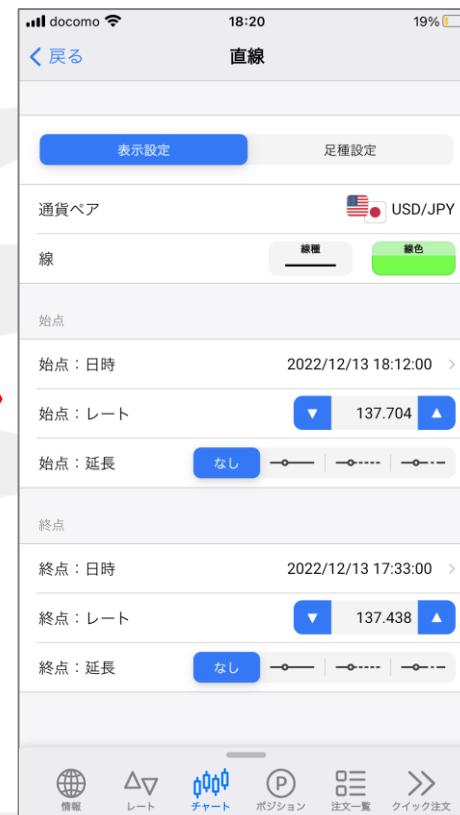 docomo 18:20 19%
戻る 直線
表示設定 足種設定
通貨ペア USD/JPY
線 線種 線色
始点
始点：日時 2022/12/13 18:12:00
始点：レート ▼ 137.704 ▲
始点：延長 なし
終点
終点：日時 2022/12/13 17:33:00
終点：レート ▼ 137.438 ▲
終点：延長 なし
P
情報 レート チャート ポジション 注文一覧 クイック注文